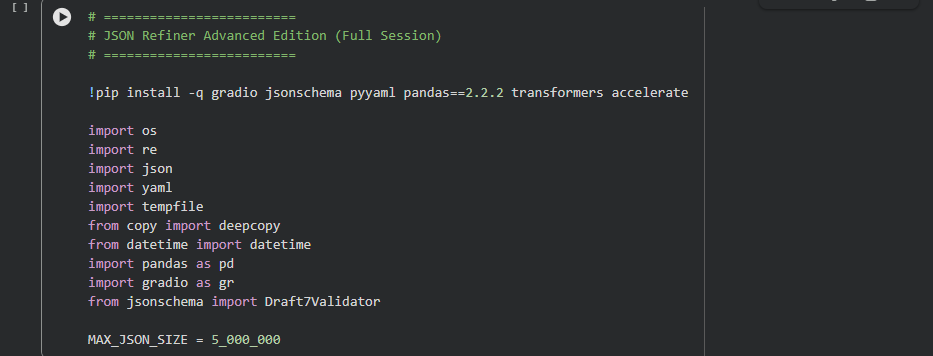 [ ]
# =========================
# JSON Refiner Advanced Edition (Full Session)
# =========================
!pip install -q gradio jsonschema pyyaml pandas==2.2.2 transformers accelerate
import os
import re
import json
import yaml
import tempfile
from copy import deepcopy
from datetime import datetime
import pandas as pd
import gradio as gr
from jsonschema import Draft7Validator
MAX_JSON_SIZE = 5_000_000